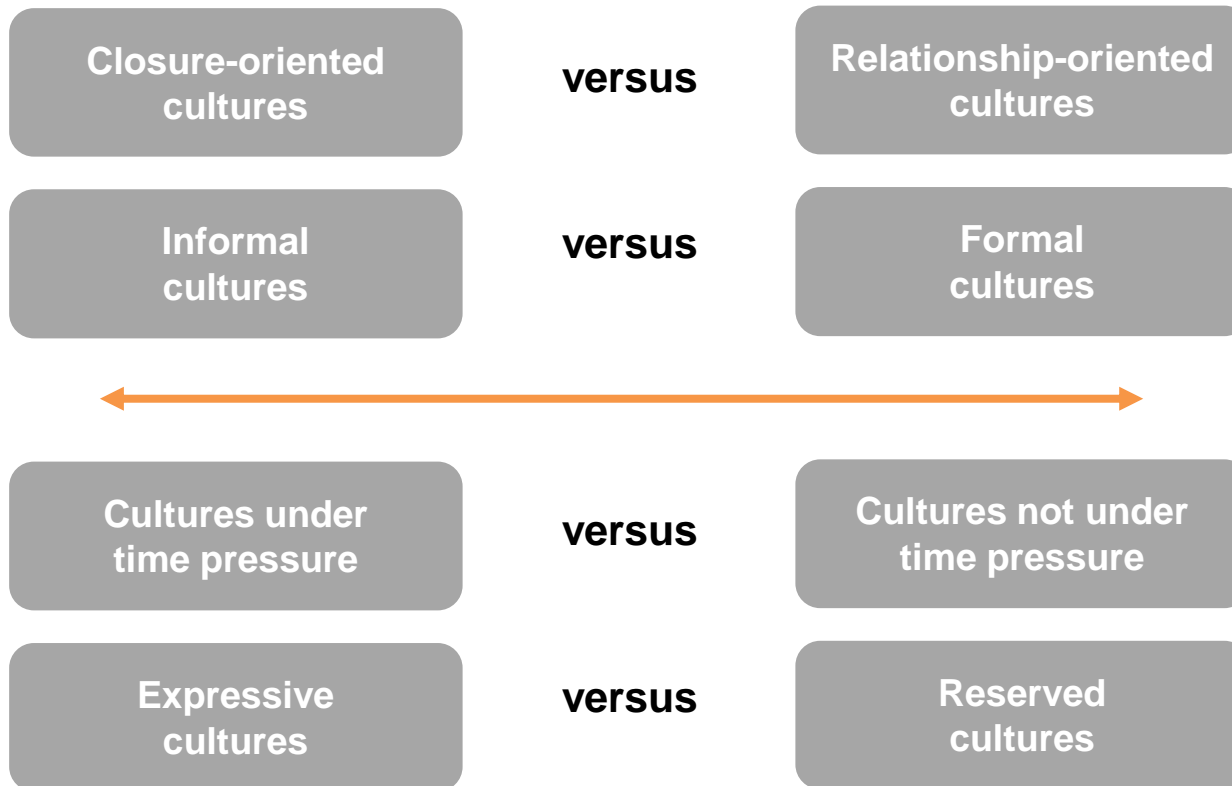 Closure-oriented
cultures
versus
Relationship-oriented
cultures
Informal
cultures
versus
Formal
cultures
Cultures under
time pressure
versus
Cultures not under
time pressure
Expressive
cultures
versus
Reserved
cultures